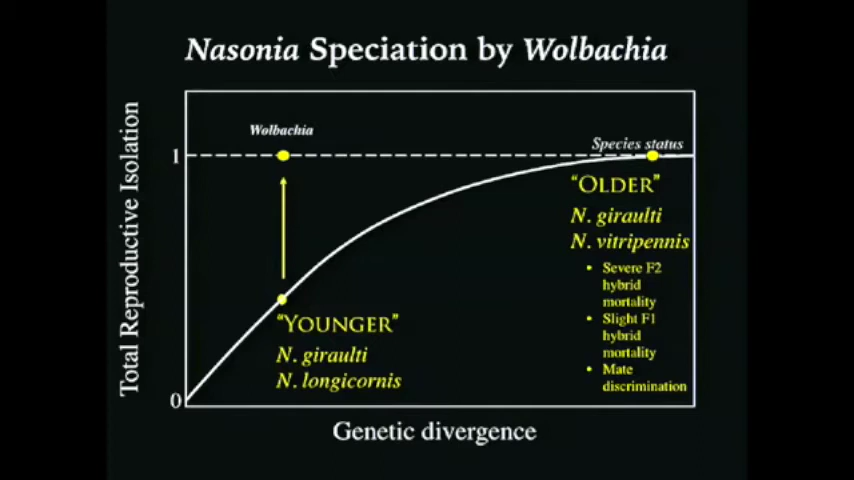 Nasonia Speciation by Wolbachia
Total Reproductive Isolation
1
0
Wolbachia
Species status
"YOUNGER"
N. giraulti
N. longicornis
"OLDER"
N. giraulti
N. vitripennis
• Severe F2
hybrid
mortality
• Slight F1
hybrid
mortality
• Mate
discrimination
Genetic divergence